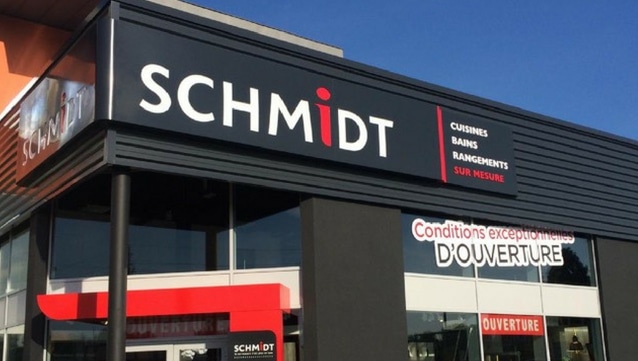 SCHMiDT
SCHMiDT
CUISINES
BAINS
RANGEMENTS
SUR MESURE
Conditions exceptionnelles
D'OUVERTURE
OUVERTURE
OUVERTURE
SCHMiDT